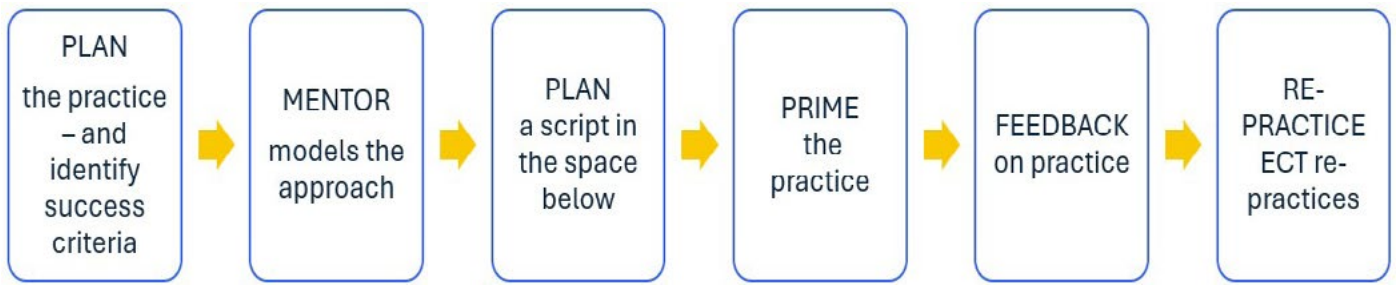 PLAN
the practice
– and
identify
success
criteria
MENTOR
models the
approach
PLAN
a script in
the space
below
PRIME
the
practice
FEEDBACK
on practice
RE-
PRACTICE
ECT re-
practices